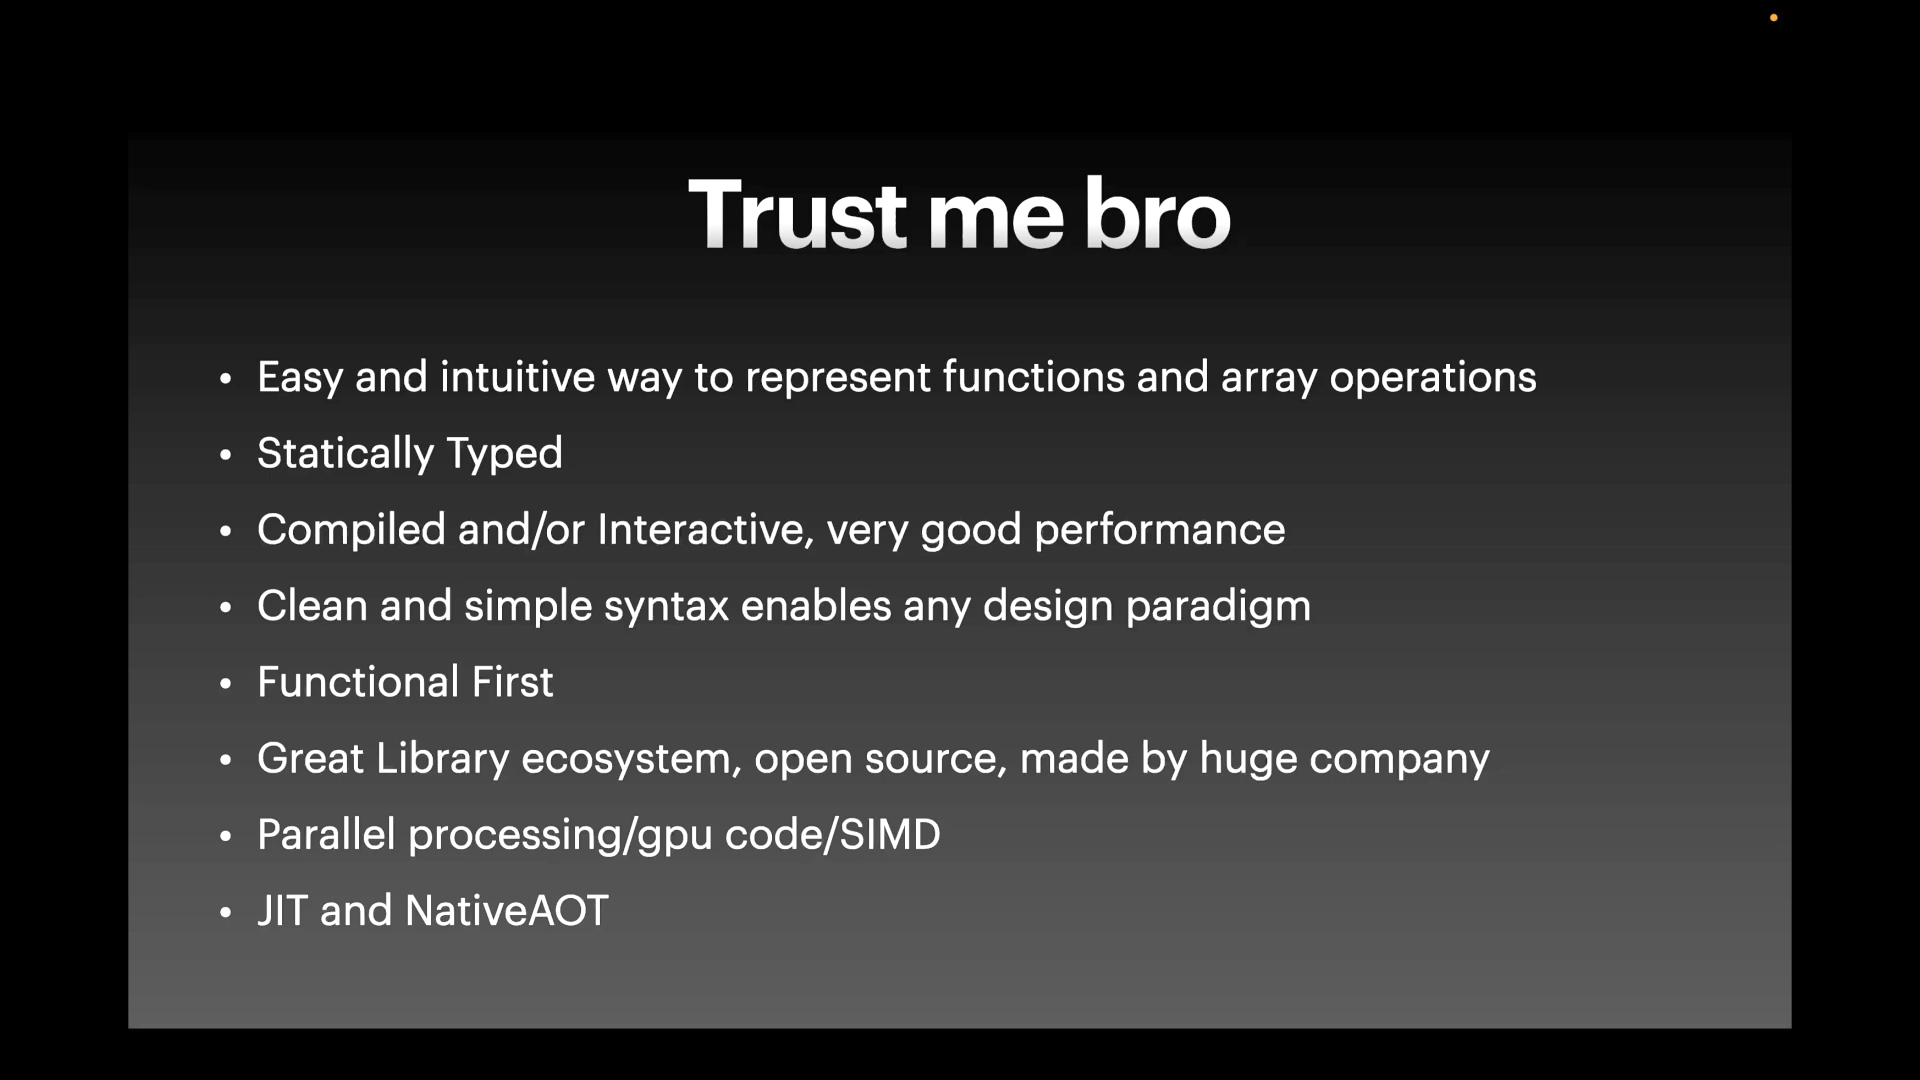 Trust me bro
• Easy and intuitive way to represent functions and array operations
• Statically Typed
• Compiled and/or Interactive, very good performance
• Clean and simple syntax enables any design paradigm
• Functional First
• Great Library ecosystem, open source, made by huge company
• Parallel processing/gpu code/SIMD
• JIT and NativeAOT